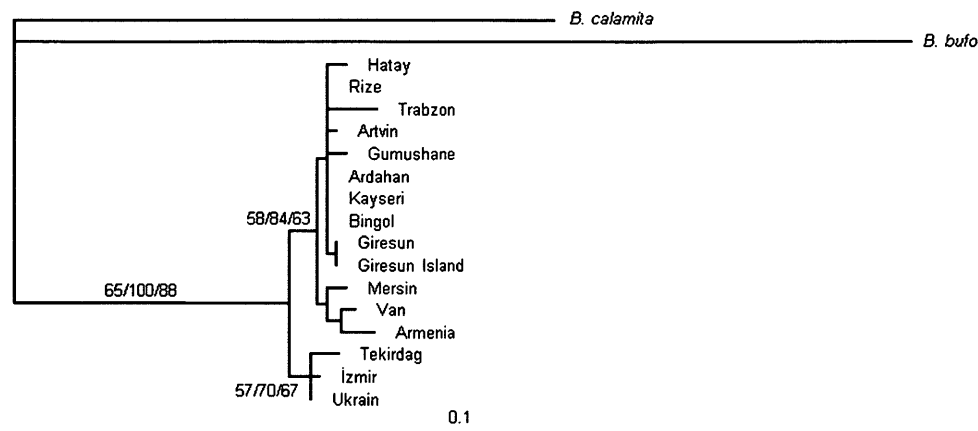 B. calamita
B. bufo
Hatay
Rize
Trabzon
Artvin
Gumushane
Ardahan
Kayseri
58/84/63
Bingol
Giresun
Giresun Island
Mersin
65/100/88
Van
Armenia
Tekirdag
İzmir
57/70/67
Ukrain
0.1